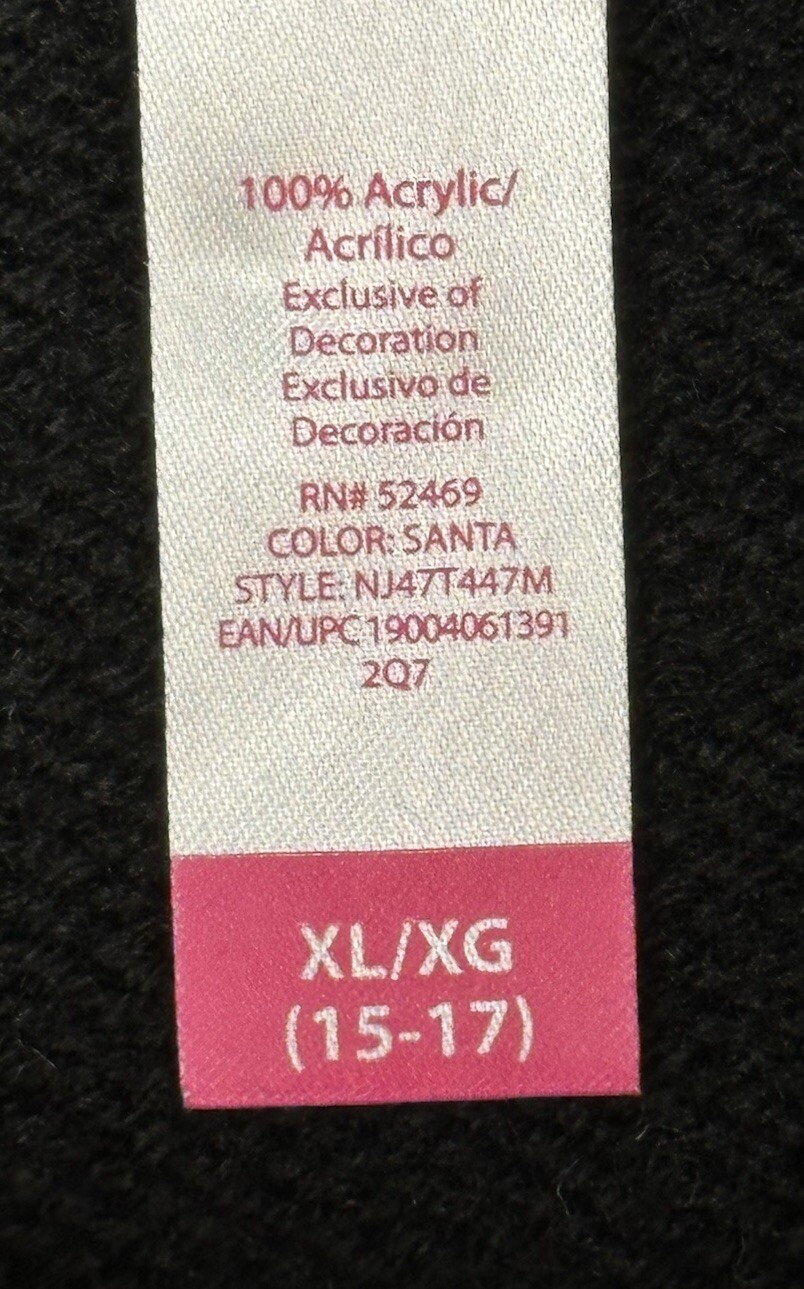 100% Acrylic/
Acrílico
Exclusive of
Decoration
Exclusivo de
Decoración
RN# 52469
COLOR: SANTA
STYLE: NJ47T447M
EAN/UPC 19004061391
2Q7
XL/XG
(15-17)